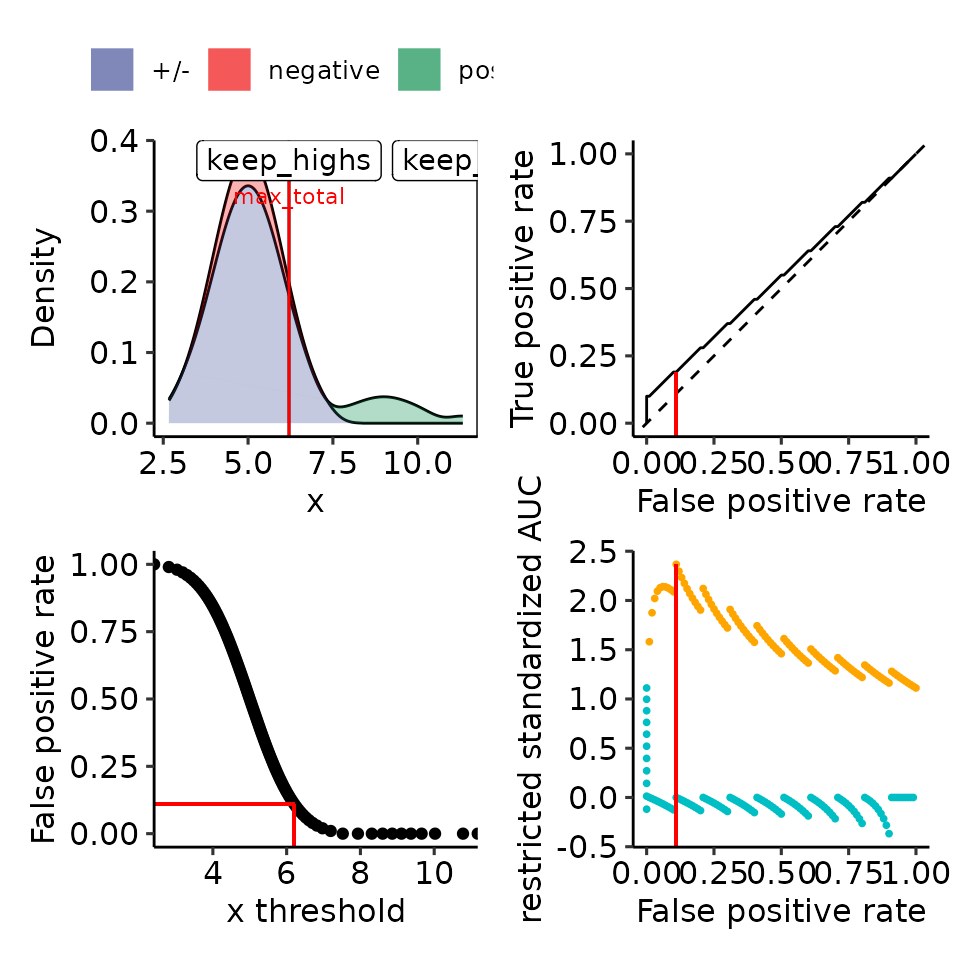 +/- negative pos
0.4
0.3
0.2
0.1
0.0
Density
keep_highs keep_
max_total
2.5 5.0 7.5 10.0
x
1.00
0.75
0.50
0.25
0.00
True positive rate
0.00 0.25 0.50 0.75 1.00
False positive rate
1.00
0.75
0.50
0.25
0.00
False positive rate
4 6 8 10
x threshold
2.5
2.0
1.5
1.0
0.5
0.0
-0.5
restricted standardized AUC
0.00 0.25 0.50 0.75 1.00
False positive rate